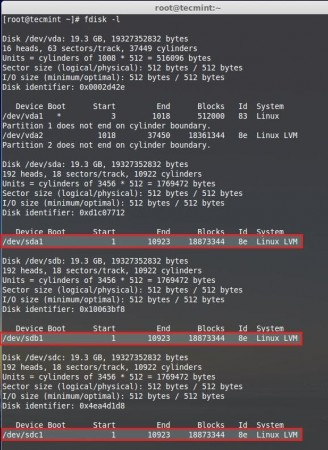 root@tecmint:~
[root@tecmint ~]# fdisk -l
Disk /dev/vda: 19.3 GB, 19327352832 bytes
16 heads, 63 sectors/track, 37449 cylinders
Units = cylinders of 1008 * 512 = 516096 bytes
Sector size (logical/physical): 512 bytes / 512 bytes
I/O size (minimum/optimal): 512 bytes / 512 bytes
Disk identifier: 0x0002d42e
Device Boot Start End Blocks Id System
/dev/vda1 * 3 1018 512000 83 Linux
Partition 1 does not end on cylinder boundary.
/dev/vda2 1018 37450 18361344 8e Linux LVM
Partition 2 does not end on cylinder boundary.
Disk /dev/sda: 19.3 GB, 19327352832 bytes
192 heads, 18 sectors/track, 10922 cylinders
Units = cylinders of 3456 * 512 = 1769472 bytes
Sector size (logical/physical): 512 bytes / 512 bytes
I/O size (minimum/optimal): 512 bytes / 512 bytes
Disk identifier: 0xd1c07712
Device Boot Start End Blocks Id System
/dev/sda1 1 10923 18873344 8e Linux LVM
Disk /dev/sdb: 19.3 GB, 19327352832 bytes
192 heads, 18 sectors/track, 10922 cylinders
Units = cylinders of 3456 * 512 = 1769472 bytes
Sector size (logical/physical): 512 bytes / 512 bytes
I/O size (minimum/optimal): 512 bytes / 512 bytes
Disk identifier: 0x10063bf8
Device Boot Start End Blocks Id System
/dev/sdb1 1 10923 18873344 8e Linux LVM
Disk /dev/sdc: 19.3 GB, 19327352832 bytes
192 heads, 18 sectors/track, 10922 cylinders
Units = cylinders of 3456 * 512 = 1769472 bytes
Sector size (logical/physical): 512 bytes / 512 bytes
I/O size (minimum/optimal): 512 bytes / 512 bytes
Disk identifier: 0x4ea4d1d8
Device Boot Start End Blocks Id System
/dev/sdc1 1 10923 18873344 8e Linux LVM